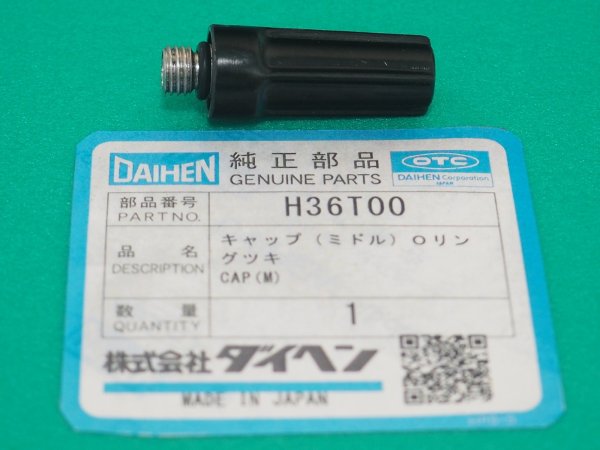 DAIHEN 純正部品 OTC
GENUINE PARTS DAIHEN Corporation
JAPAN
部品番号 H36T00
PART NO.
品名 キャップ(ミドル)Oリン
グツキ
DESCRIPTION CAP(M)
数量 1
QUANTITY
株式会社ダイヘン
MADE IN JAPAN